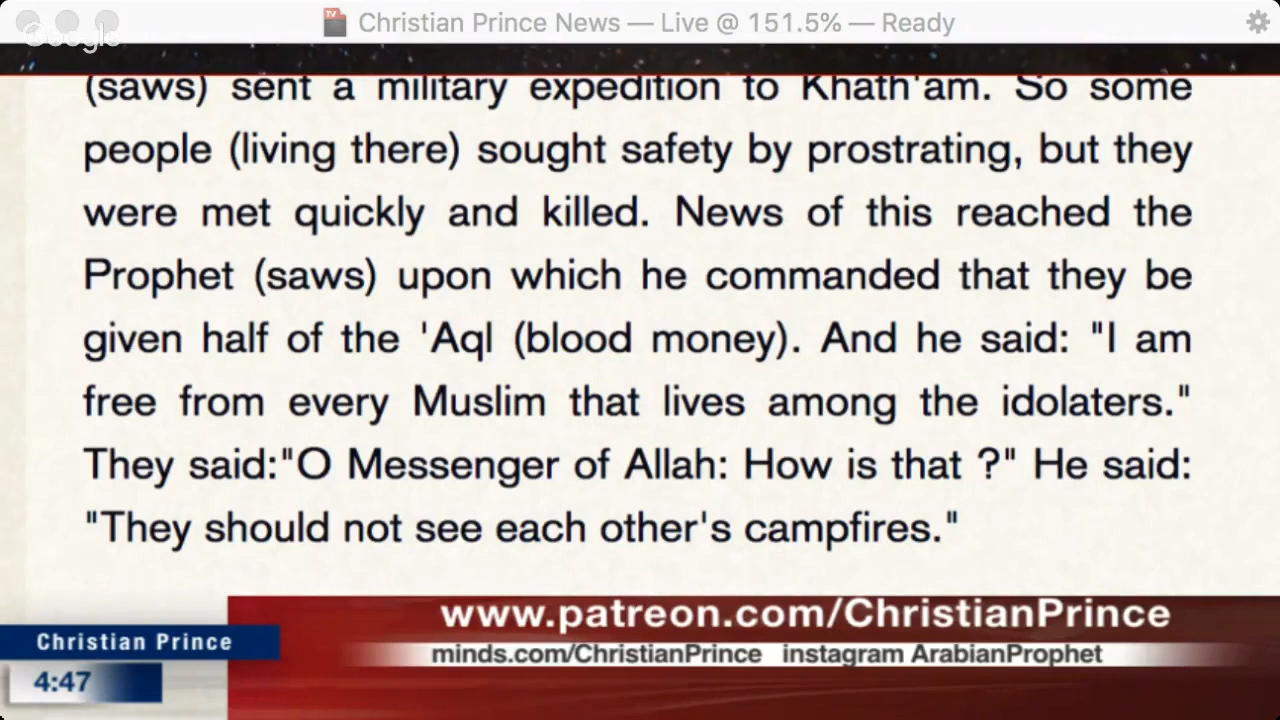 Christian Prince News — Live @ 151.5% — Ready
Google
(saws) sent a military expedition to Khath'am. So some
people (living there) sought safety by prostrating, but they
were met quickly and killed. News of this reached the
Prophet (saws) upon which he commanded that they be
given half of the 'Aql (blood money). And he said: "I am
free from every Muslim that lives among the idolaters."
They said:"O Messenger of Allah: How is that ?" He said:
"They should not see each other's campfires."
www.patreon.com/ChristianPrince
Christian Prince
minds.com/ChristianPrince instagram ArabianProphet
4:47